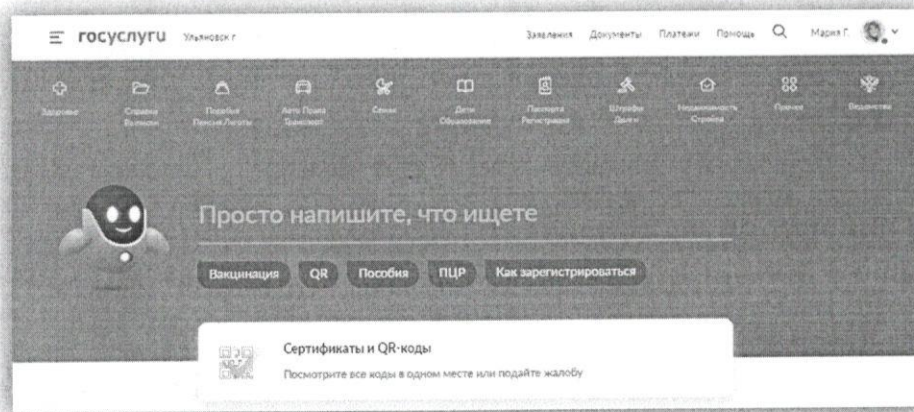 госуслуги Ульяновск г Заявления Документы Платежи Помощь Мария Г.
Здоровье Справки Пособия Авто Права Семья Дети Паспорта Штрафы Недвижимость Прочее Ведомства
Выписки Пенсия Льготы Транспорт Образование Регистрация Долги Стройка
Просто напишите, что ищете
Вакцинация QR Пособия ПЦР Как зарегистрироваться
Сертификаты и QR-коды
Посмотрите все коды в одном месте или подайте жалобу